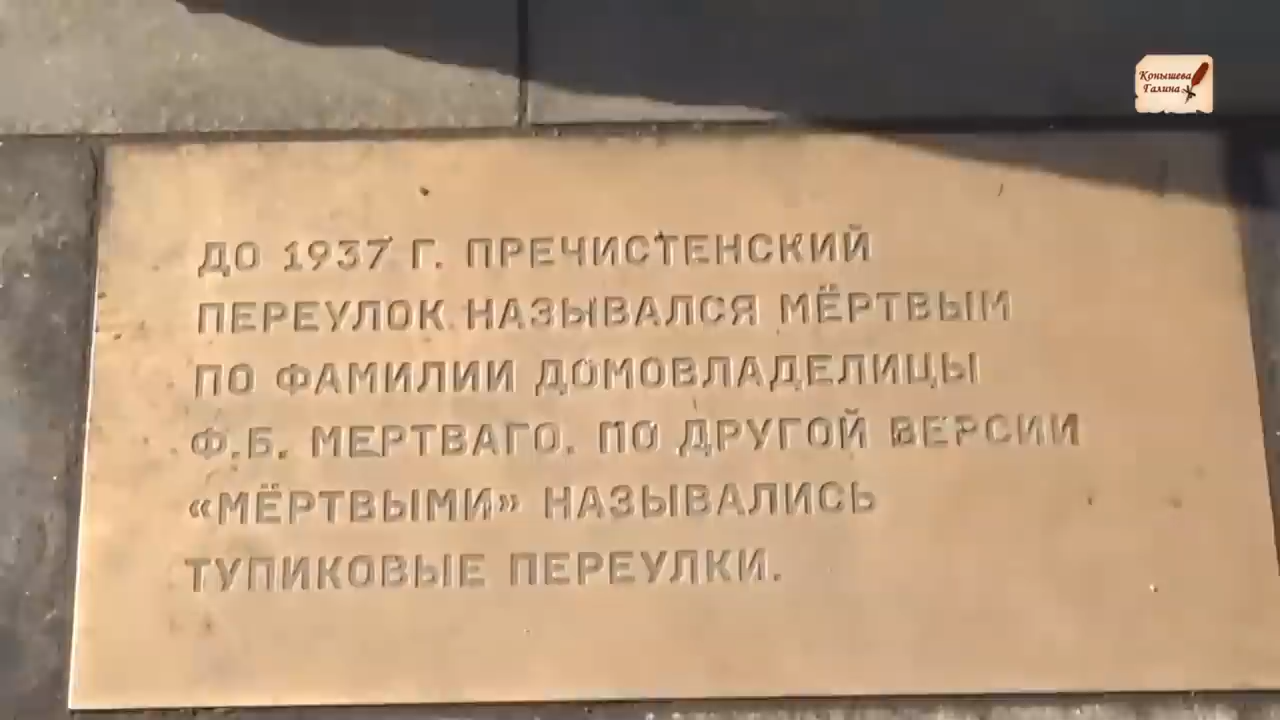 Конышева
Галина
ДО 1937 Г. ПРЕЧИСТЕНСКИЙ
ПЕРЕУЛОК НАЗЫВАЛСЯ МЁРТВЫМ
ПО ФАМИЛИИ ДОМОВЛАДЕЛИЦЫ
Ф.Б. МЕРТВАГО. ПО ДРУГОЙ ВЕРСИИ
«МЁРТВЫМИ» НАЗЫВАЛИСЬ
ТУПИКОВЫЕ ПЕРЕУЛКИ.